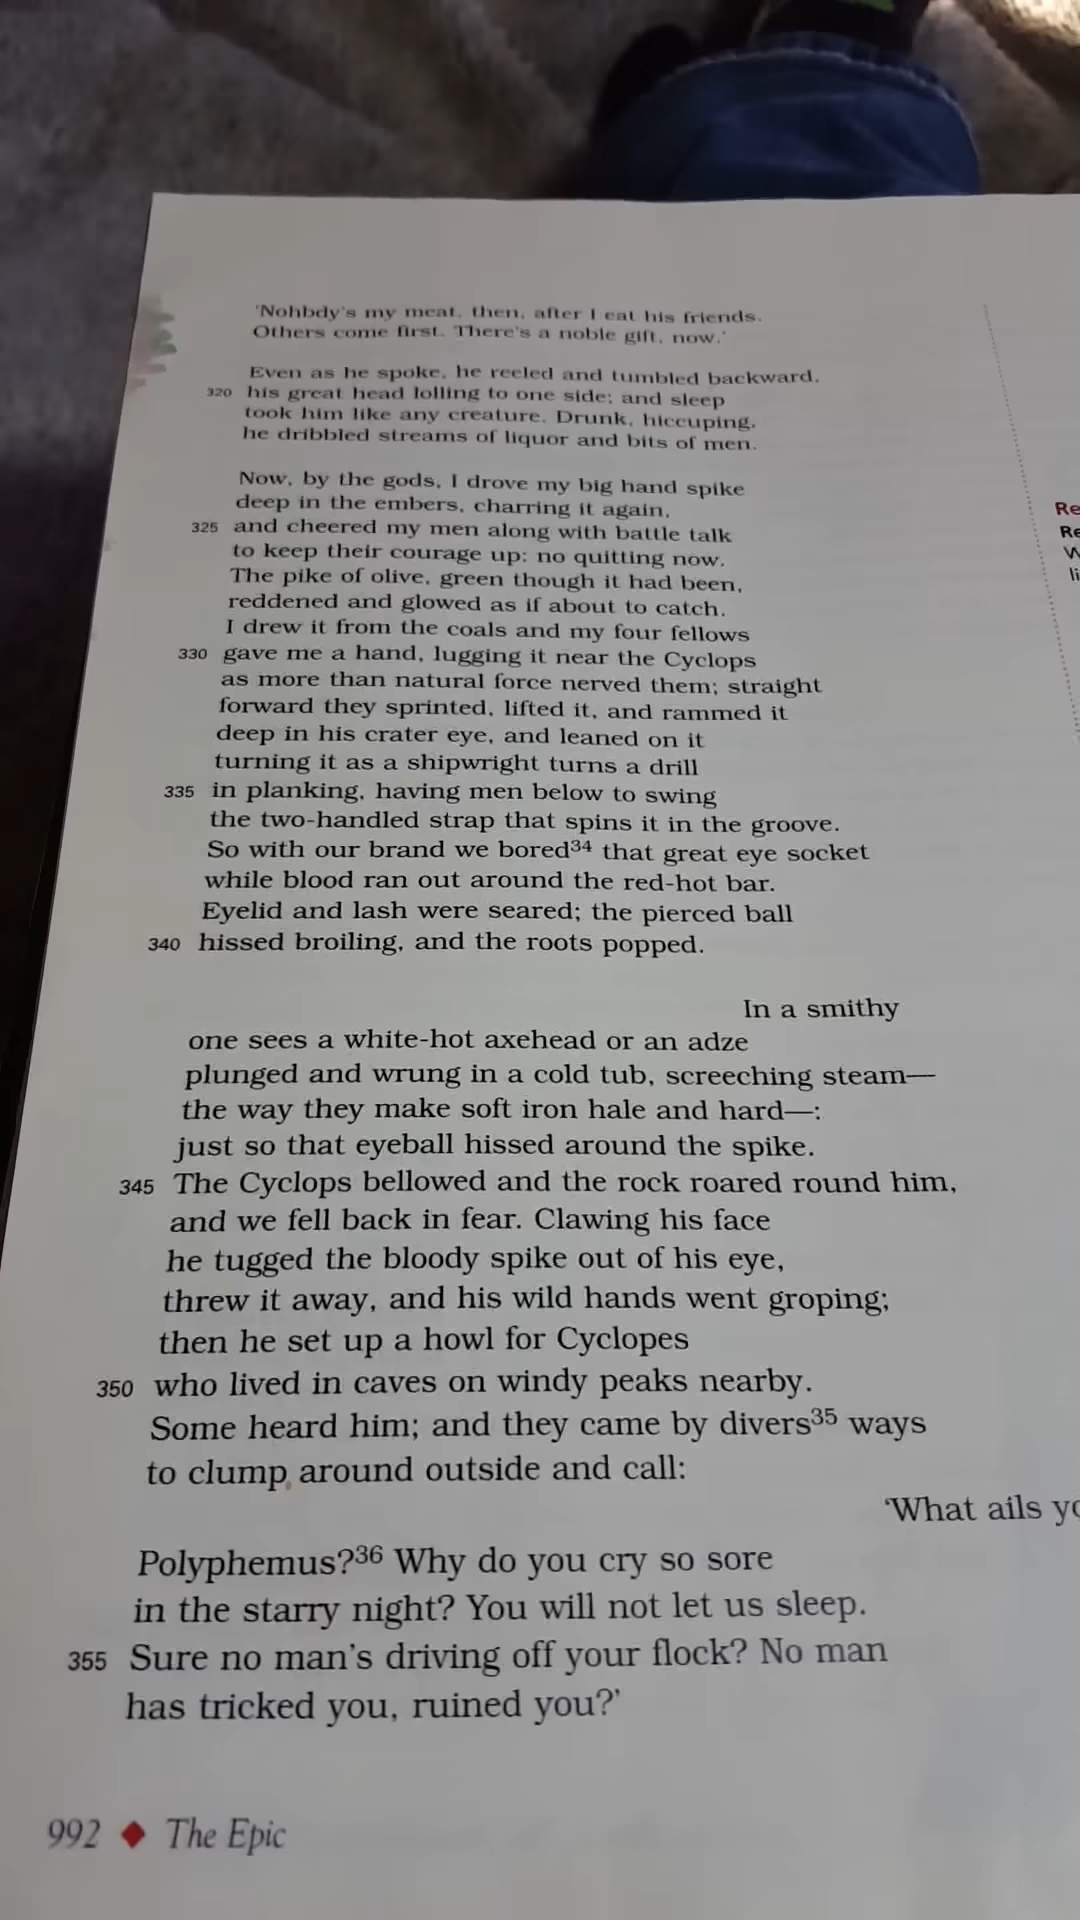 'Nohbdy's my meat, then, after I eat his friends.
Others come first. There's a noble gift, now.'
Even as he spoke, he reeled and tumbled backward,
320 his great head lolling to one side; and sleep
took him like any creature. Drunk, hiccuping,
he dribbled streams of liquor and bits of men.
Now, by the gods, I drove my big hand spike
deep in the embers, charring it again,
325 and cheered my men along with battle talk
to keep their courage up: no quitting now.
The pike of olive, green though it had been,
reddened and glowed as if about to catch.
I drew it from the coals and my four fellows
330 gave me a hand, lugging it near the Cyclops
as more than natural force nerved them; straight
forward they sprinted, lifted it, and rammed it
deep in his crater eye, and leaned on it
turning it as a shipwright turns a drill
335 in planking, having men below to swing
the two-handled strap that spins it in the groove.
So with our brand we bored34 that great eye socket
while blood ran out around the red-hot bar.
Eyelid and lash were seared; the pierced ball
340 hissed broiling, and the roots popped.
In a smithy
one sees a white-hot axehead or an adze
plunged and wrung in a cold tub, screeching steam—
the way they make soft iron hale and hard—:
just so that eyeball hissed around the spike.
345 The Cyclops bellowed and the rock roared round him,
and we fell back in fear. Clawing his face
he tugged the bloody spike out of his eye,
threw it away, and his wild hands went groping;
then he set up a howl for Cyclopes
350 who lived in caves on windy peaks nearby.
Some heard him; and they came by divers35 ways
to clump around outside and call:
'What ails yo
Polyphemus?36 Why do you cry so sore
in the starry night? You will not let us sleep.
355 Sure no man's driving off your flock? No man
has tricked you, ruined you?'
992 ♦ The Epic
Re
Re
W
li